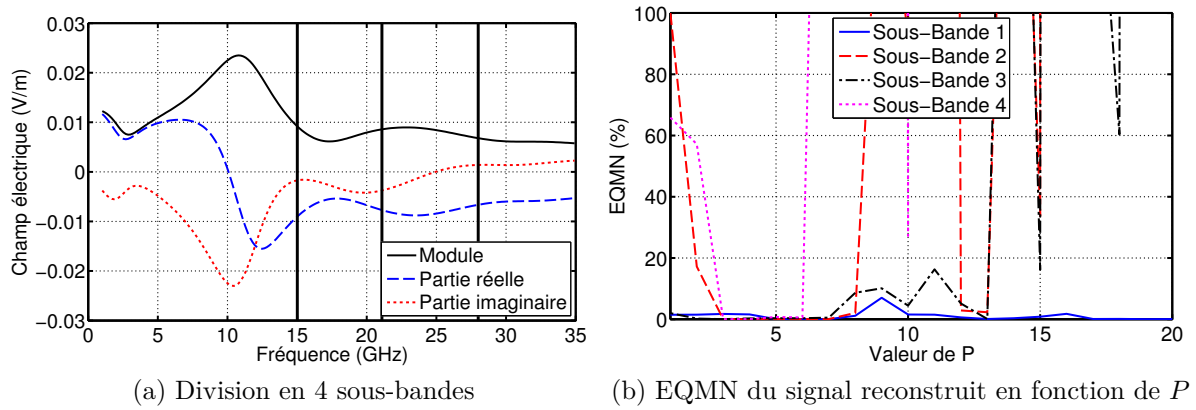 0.03
0.02
0.01
0
−0.01
−0.02
−0.03
Champ électrique (V/m)
0 5 10 15 20 25 30 35
Fréquence (GHz)
Module
Partie réelle
Partie imaginaire
(a) Division en 4 sous-bandes
100
80
60
40
20
0
EQMN (%)
5 10 15 20
Valeur de P
Sous−Bande 1
Sous−Bande 2
Sous−Bande 3
Sous−Bande 4
(b) EQMN du signal reconstruit en fonction de P